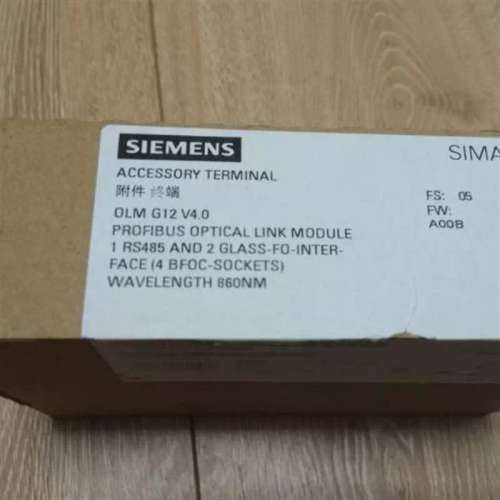 SIEMENS
SIMA
ACCESSORY TERMINAL
附件 终端
FS: 05
FW:
A00B
OLM G12 V4.0
PROFIBUS OPTICAL LINK MODULE
1 RS485 AND 2 GLASS-FO-INTER-
FACE (4 BFOC-SOCKETS)
WAVELENGTH 860NM